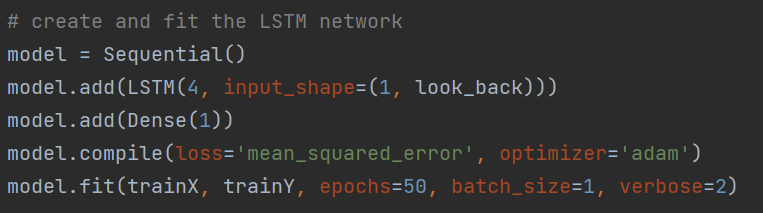 # create and fit the LSTM network
model = Sequential()
model.add(LSTM(4, input_shape=(1, look_back)))
model.add(Dense(1))
model.compile(loss='mean_squared_error', optimizer='adam')
model.fit(trainX, trainY, epochs=50, batch_size=1, verbose=2)